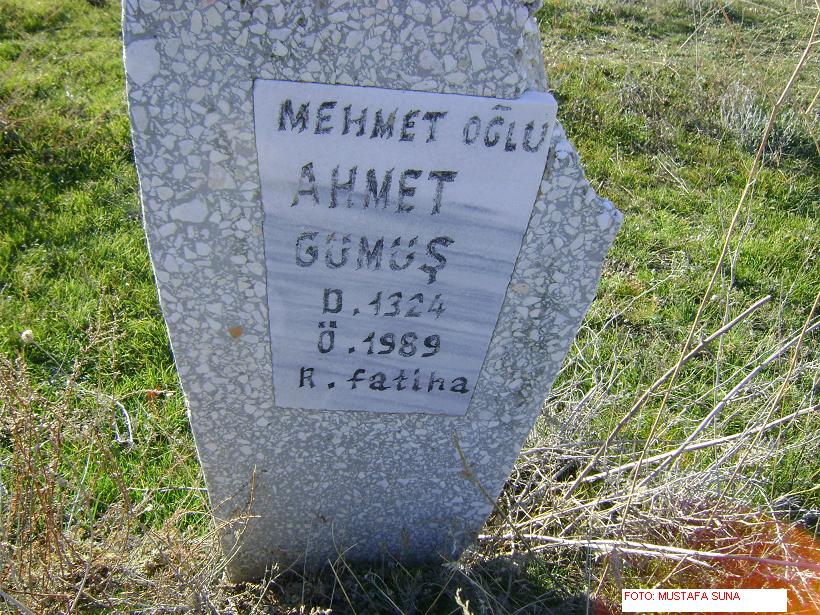 MEHMET OĞLU
AHMET
GÜMÜŞ
D. 1324
Ö. 1989
R. fatiha
FOTO: MUSTAFA SUNA